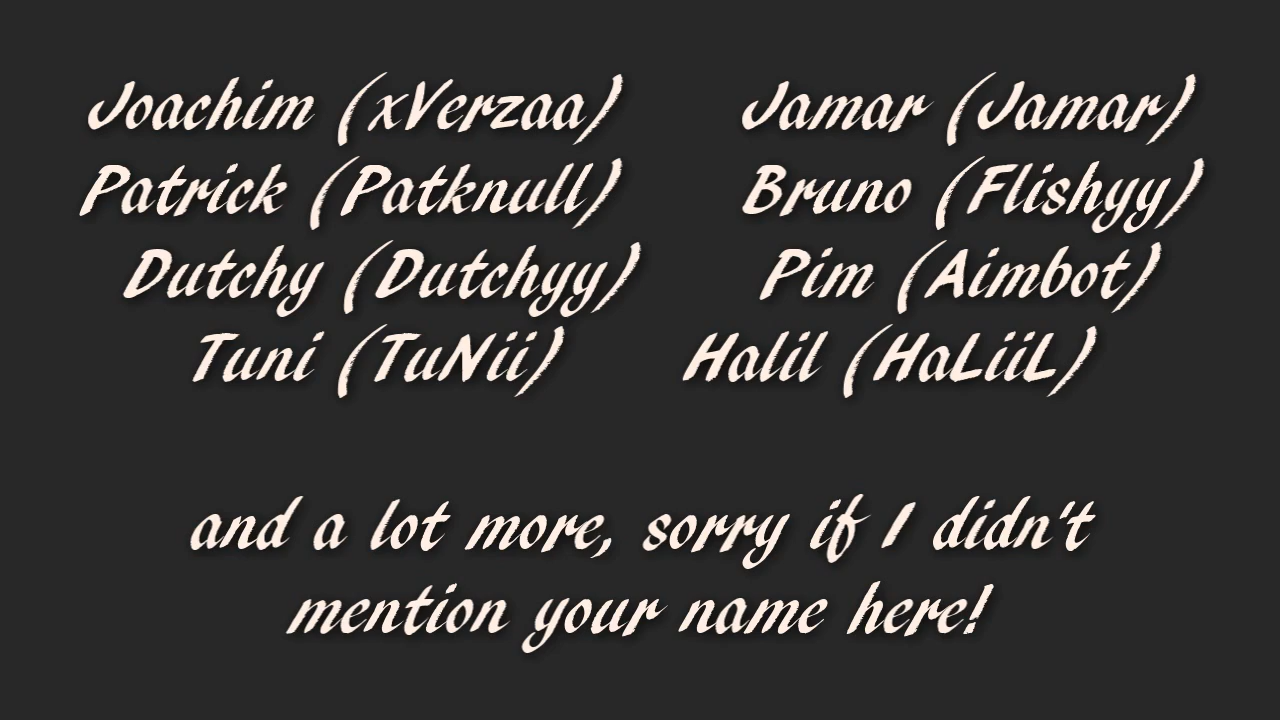 Joachim (xVerzaa) Jamar (Jamar)
Patrick (Patknull) Bruno (Flishyy)
Dutchy (Dutchyy) Pim (Aimbot)
Tuni (TuNii) Halil (HaLiiL)
and a lot more, sorry if I didn't
mention your name here!